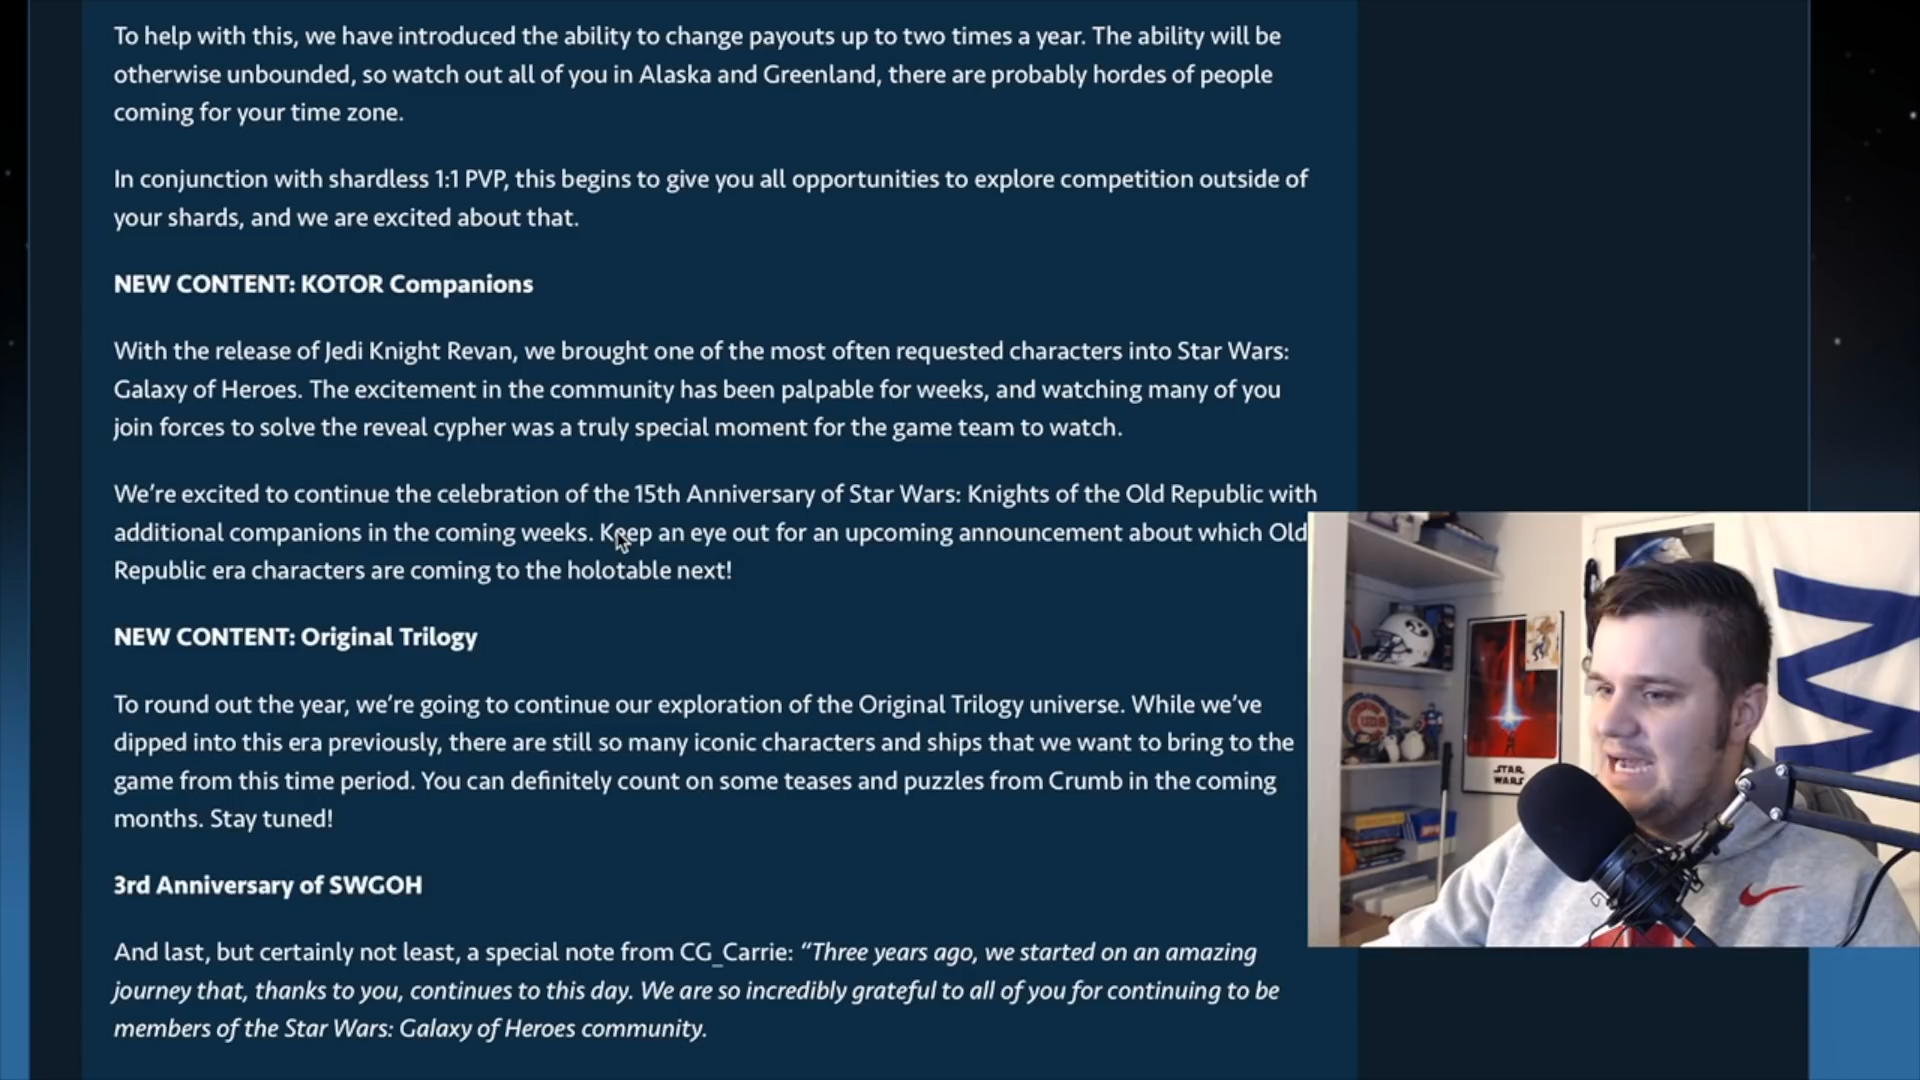 To help with this, we have introduced the ability to change payouts up to two times a year. The ability will be
otherwise unbounded, so watch out all of you in Alaska and Greenland, there are probably hordes of people
coming for your time zone.
In conjunction with shardless 1:1 PVP, this begins to give you all opportunities to explore competition outside of
your shards, and we are excited about that.
NEW CONTENT: KOTOR Companions
With the release of Jedi Knight Revan, we brought one of the most often requested characters into Star Wars:
Galaxy of Heroes. The excitement in the community has been palpable for weeks, and watching many of you
join forces to solve the reveal cypher was a truly special moment for the game team to watch.
We’re excited to continue the celebration of the 15th Anniversary of Star Wars: Knights of the Old Republic with
additional companions in the coming weeks. Keep an eye out for an upcoming announcement about which Old
Republic era characters are coming to the holotable next!
NEW CONTENT: Original Trilogy
To round out the year, we’re going to continue our exploration of the Original Trilogy universe. While we’ve
dipped into this era previously, there are still so many iconic characters and ships that we want to bring to the
game from this time period. You can definitely count on some teases and puzzles from Crumb in the coming
months. Stay tuned!
3rd Anniversary of SWGOH
And last, but certainly not least, a special note from CG_Carrie: “Three years ago, we started on an amazing
journey that, thanks to you, continues to this day. We are so incredibly grateful to all of you for continuing to be
members of the Star Wars: Galaxy of Heroes community.
STAR
WARS
W